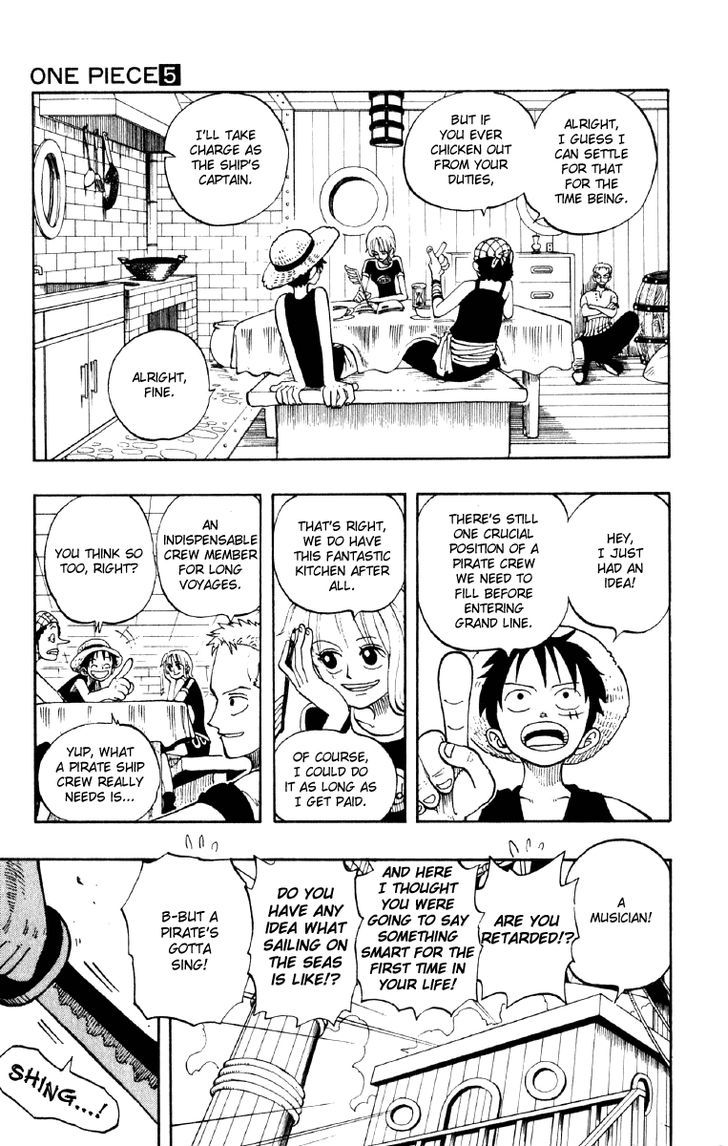 ONE PIECE 5
ALRIGHT,
I GUESS I
CAN SETTLE
FOR THAT
FOR THE
TIME BEING.
BUT IF
YOU EVER
CHICKEN OUT
FROM YOUR
DUTIES,
I'LL TAKE
CHARGE AS
THE SHIP'S
CAPTAIN.
ALRIGHT,
FINE.
HEY,
I JUST
HAD AN
IDEA!
THERE'S STILL
ONE CRUCIAL
POSITION OF A
PIRATE CREW
WE NEED TO
FILL BEFORE
ENTERING
GRAND LINE.
THAT'S RIGHT,
WE DO HAVE
THIS FANTASTIC
KITCHEN AFTER
ALL.
OF COURSE,
I COULD DO
IT AS LONG AS
I GET PAID.
AN
INDISPENSABLE
CREW MEMBER
FOR LONG
VOYAGES.
YOU THINK SO
TOO, RIGHT?
YUP, WHAT
A PIRATE SHIP
CREW REALLY
NEEDS IS...
A
MUSICIAN!
ARE YOU
RETARDED!?
AND HERE
I THOUGHT
YOU WERE
GOING TO SAY
SOMETHING
SMART FOR THE
FIRST TIME IN
YOUR LIFE!
DO YOU
HAVE ANY
IDEA WHAT
SAILING ON
THE SEAS
IS LIKE!?
B-BUT A
PIRATE'S
GOTTA
SING!
SHING....!